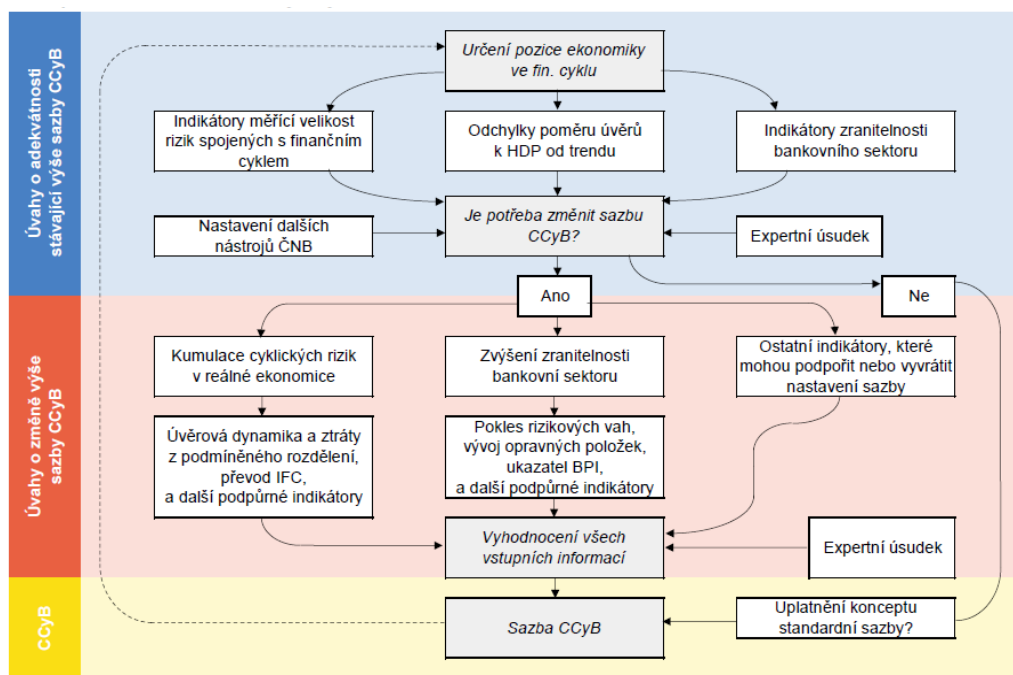 Úvahy o adekvátnosti
stávající výše sazby CCyB
Určení pozice ekonomiky
ve fin. cyklu
Indikátory měřící velikost
rizik spojených s finančním
cyklem
Odchylky poměru úvěrů
k HDP od trendu
Indikátory zranitelnosti
bankovního sektoru
Nastavení dalších
nástrojů ČNB
Je potřeba změnit sazbu
CCyB?
Expertní úsudek
Ano
Ne
Úvahy o změně výše
sazby CCyB
Kumulace cyklických rizik
v reálné ekonomice
Zvýšení zranitelnosti
bankovní sektoru
Ostatní indikátory, které
mohou podpořit nebo vyvrátit
nastavení sazby
Úvěrová dynamika a ztráty
z podmíněného rozdělení,
převod IFC,
a další podpůrné indikátory
Pokles rizikových vah,
vývoj opravných položek,
ukazatel BPI,
a další podpůrné indikátory
Vyhodnocení všech
vstupních informací
Expertní úsudek
CCyB
Sazba CCyB
Uplatnění konceptu
standardní sazby?